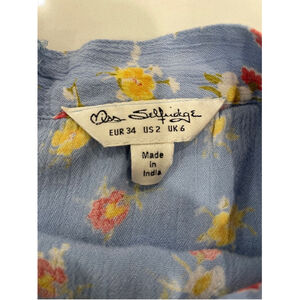 Miss Selfridge
EUR 34 US 2 UK 6
Made
in
India